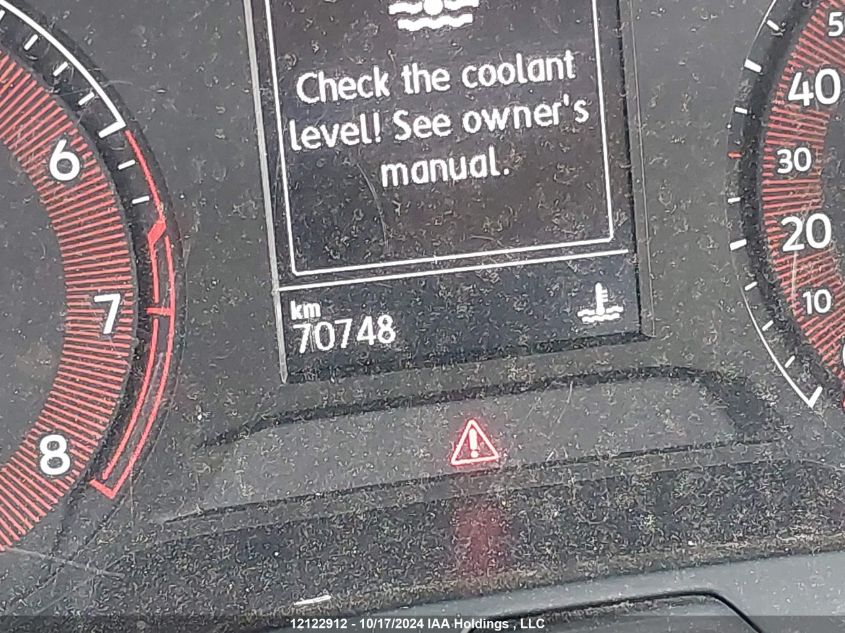 Check the coolant
level! See owner's
manual.
km
70748
6
7
8
50
40
30
20
10
12122912 - 10/17/2024 IAA Holdings , LLC